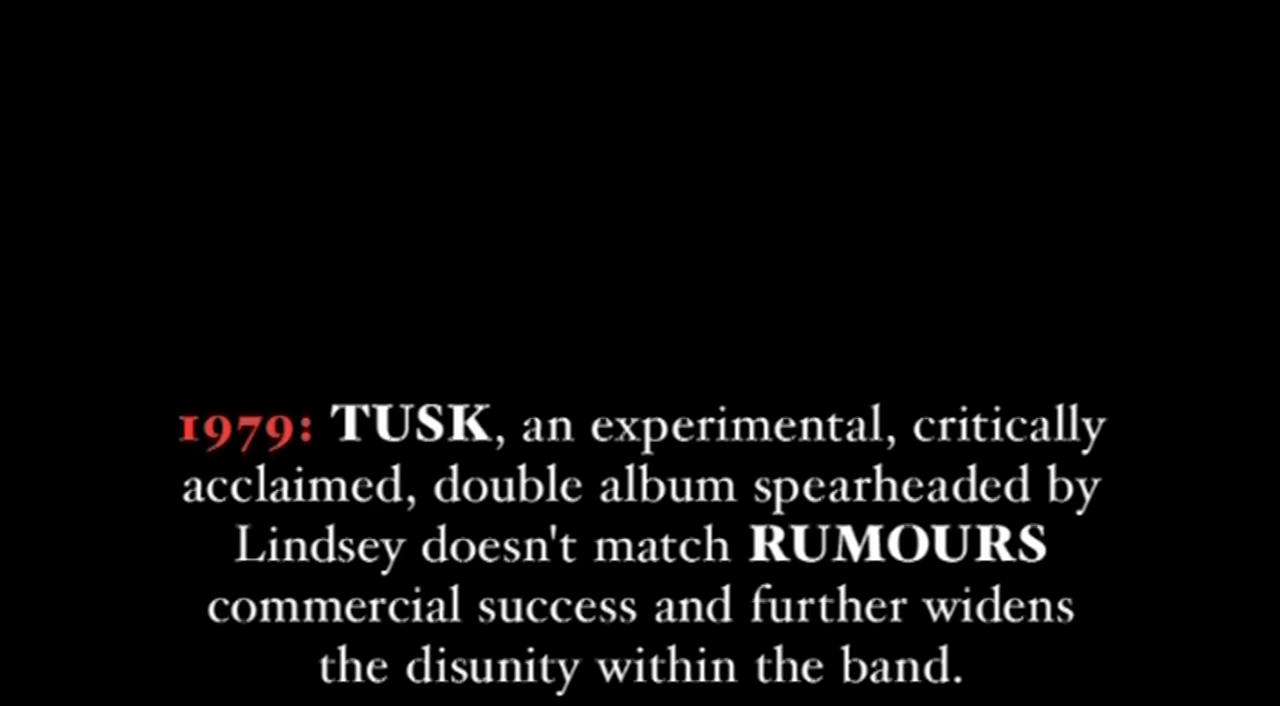 1979: TUSK, an experimental, critically
acclaimed, double album spearheaded by
Lindsey doesn't match RUMOURS
commercial success and further widens
the disunity within the band.